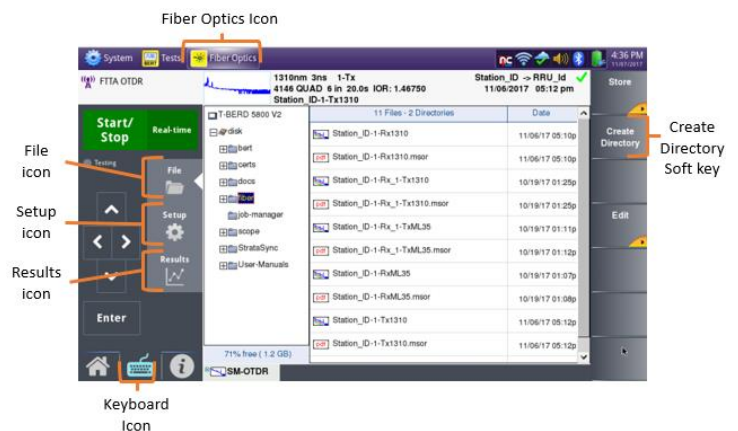 Fiber Optics Icon
System
Tests
Fiber Optics
nc
4:36 PM
11/07/2017
FTTA OTDR
1310nm 3ns 1-Tx
4146 QUAD 6 in 20.0s IOR: 1.46750
Station_ID-1-Tx1310
Station_ID -> RRU_Id
11/06/2017 05:12 pm
Store
Start/
Stop
Real-time
Testing
T-BERD 5800 V2
disk
bert
certs
docs
fiber
job-manager
scope
StrataSync
User-Manuals
71% free ( 1.2 GB)
11 Files - 2 Directories
Date
Station_ID-1-Rx1310
11/06/17 05:10p
Station_ID-1-Rx1310.msor
11/06/17 05:10p
Station_ID-1-Rx_1-Tx1310
10/19/17 01:25p
Station_ID-1-Rx_1-Tx1310.msor
10/19/17 01:25p
Station_ID-1-Rx_1-TxML35
10/19/17 01:11p
Station_ID-1-Rx_1-TxML35.msor
10/19/17 01:12p
Station_ID-1-RxML35
10/19/17 01:07p
Station_ID-1-RxML35.msor
10/19/17 01:08p
Station_ID-1-Tx1310
11/06/17 05:12p
Station_ID-1-Tx1310.msor
11/06/17 05:12p
Create
Directory
Edit
Create
Directory
Soft key
File
icon
File
Setup
icon
Setup
Results
icon
Results
Enter
SM-OTDR
Keyboard
Icon